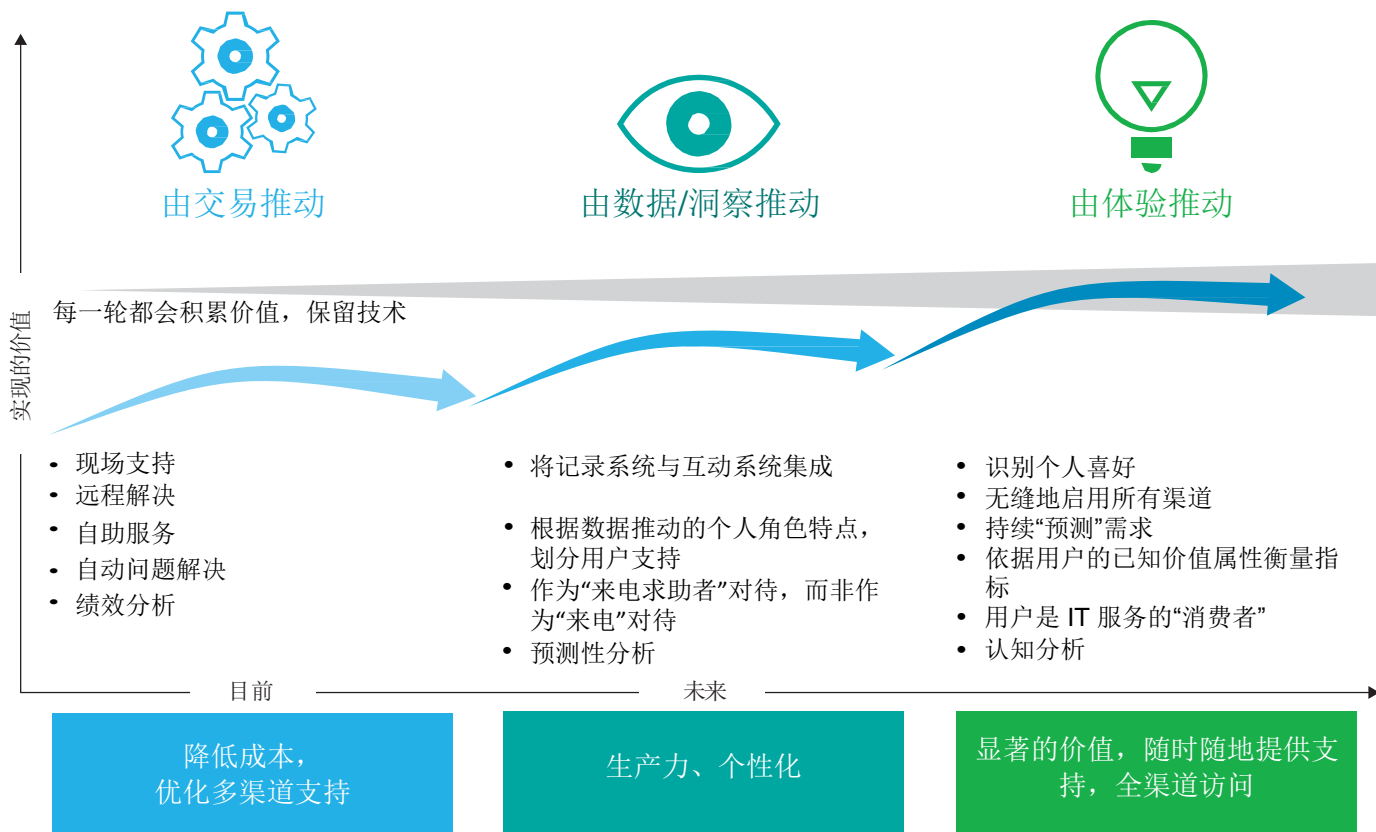 由交易推动
由数据/洞察推动
由体验推动
每一轮都会积累价值，保留技术
实现的价值
• 现场支持
• 远程解决
• 自助服务
• 自动问题解决
• 绩效分析
• 将记录系统与互动系统集成
• 根据数据推动的个人角色特点，
划分用户支持
• 作为“来电求助者”对待，而非作
为“来电”对待
• 预测性分析
• 识别个人喜好
• 无缝地启用所有渠道
• 持续“预测”需求
• 依据用户的已知价值属性衡量指
标
• 用户是 IT 服务的“消费者”
• 认知分析
目前
未来
降低成本，
优化多渠道支持
生产力、个性化
显著的价值，随时随地提供支
持，全渠道访问